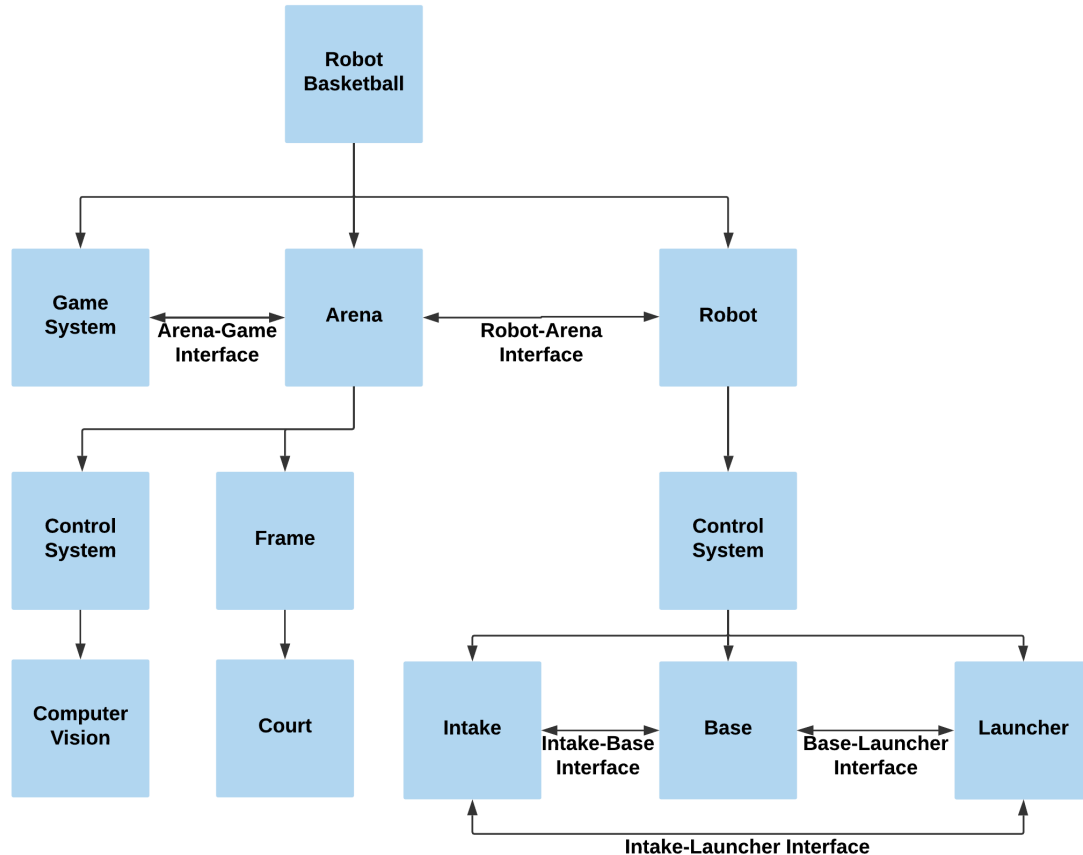 Robot
Basketball
Game
System
Arena-Game
Interface
Arena
Robot-Arena
Interface
Robot
Control
System
Frame
Control
System
Computer
Vision
Court
Intake
Intake-Base
Interface
Base
Base-Launcher
Interface
Launcher
Intake-Launcher Interface